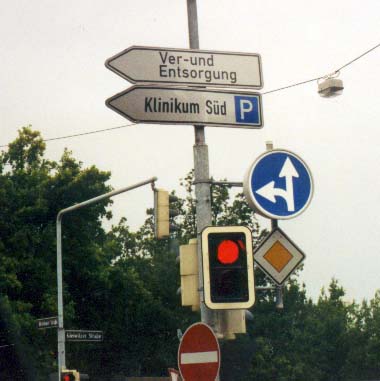 Ver-und
Entsorgung
Klinikum Süd P